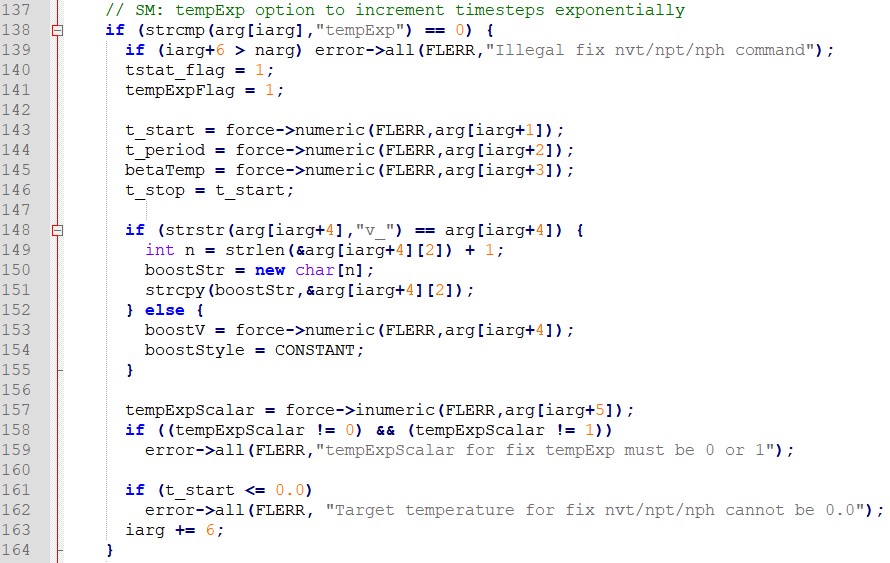 137 // SM: tempExp option to increment timesteps exponentially
138 if (strcmp(arg[iarg],"tempExp") == 0) {
139 if (iarg+6 > narg) error->all(FLERR,"Illegal fix nvt/npt/nph command");
140 tstat_flag = 1;
141 tempExpFlag = 1;
142
143 t_start = force->numeric(FLERR,arg[iarg+1]);
144 t_period = force->numeric(FLERR,arg[iarg+2]);
145 betaTemp = force->numeric(FLERR,arg[iarg+3]);
146 t_stop = t_start;
147
148 if (strstr(arg[iarg+4],"v_") == arg[iarg+4]) {
149 int n = strlen(&arg[iarg+4][2]) + 1;
150 boostStr = new char[n];
151 strcpy(boostStr,&arg[iarg+4][2]);
152 } else {
153 boostV = force->numeric(FLERR,arg[iarg+4]);
154 boostStyle = CONSTANT;
155 }
156
157 tempExpScalar = force->inumeric(FLERR,arg[iarg+5]);
158 if ((tempExpScalar != 0) && (tempExpScalar != 1))
159 error->all(FLERR,"tempExpScalar for fix tempExp must be 0 or 1");
160
161 if (t_start <= 0.0)
162 error->all(FLERR, "Target temperature for fix nvt/npt/nph cannot be 0.0");
163 iarg += 6;
164 }